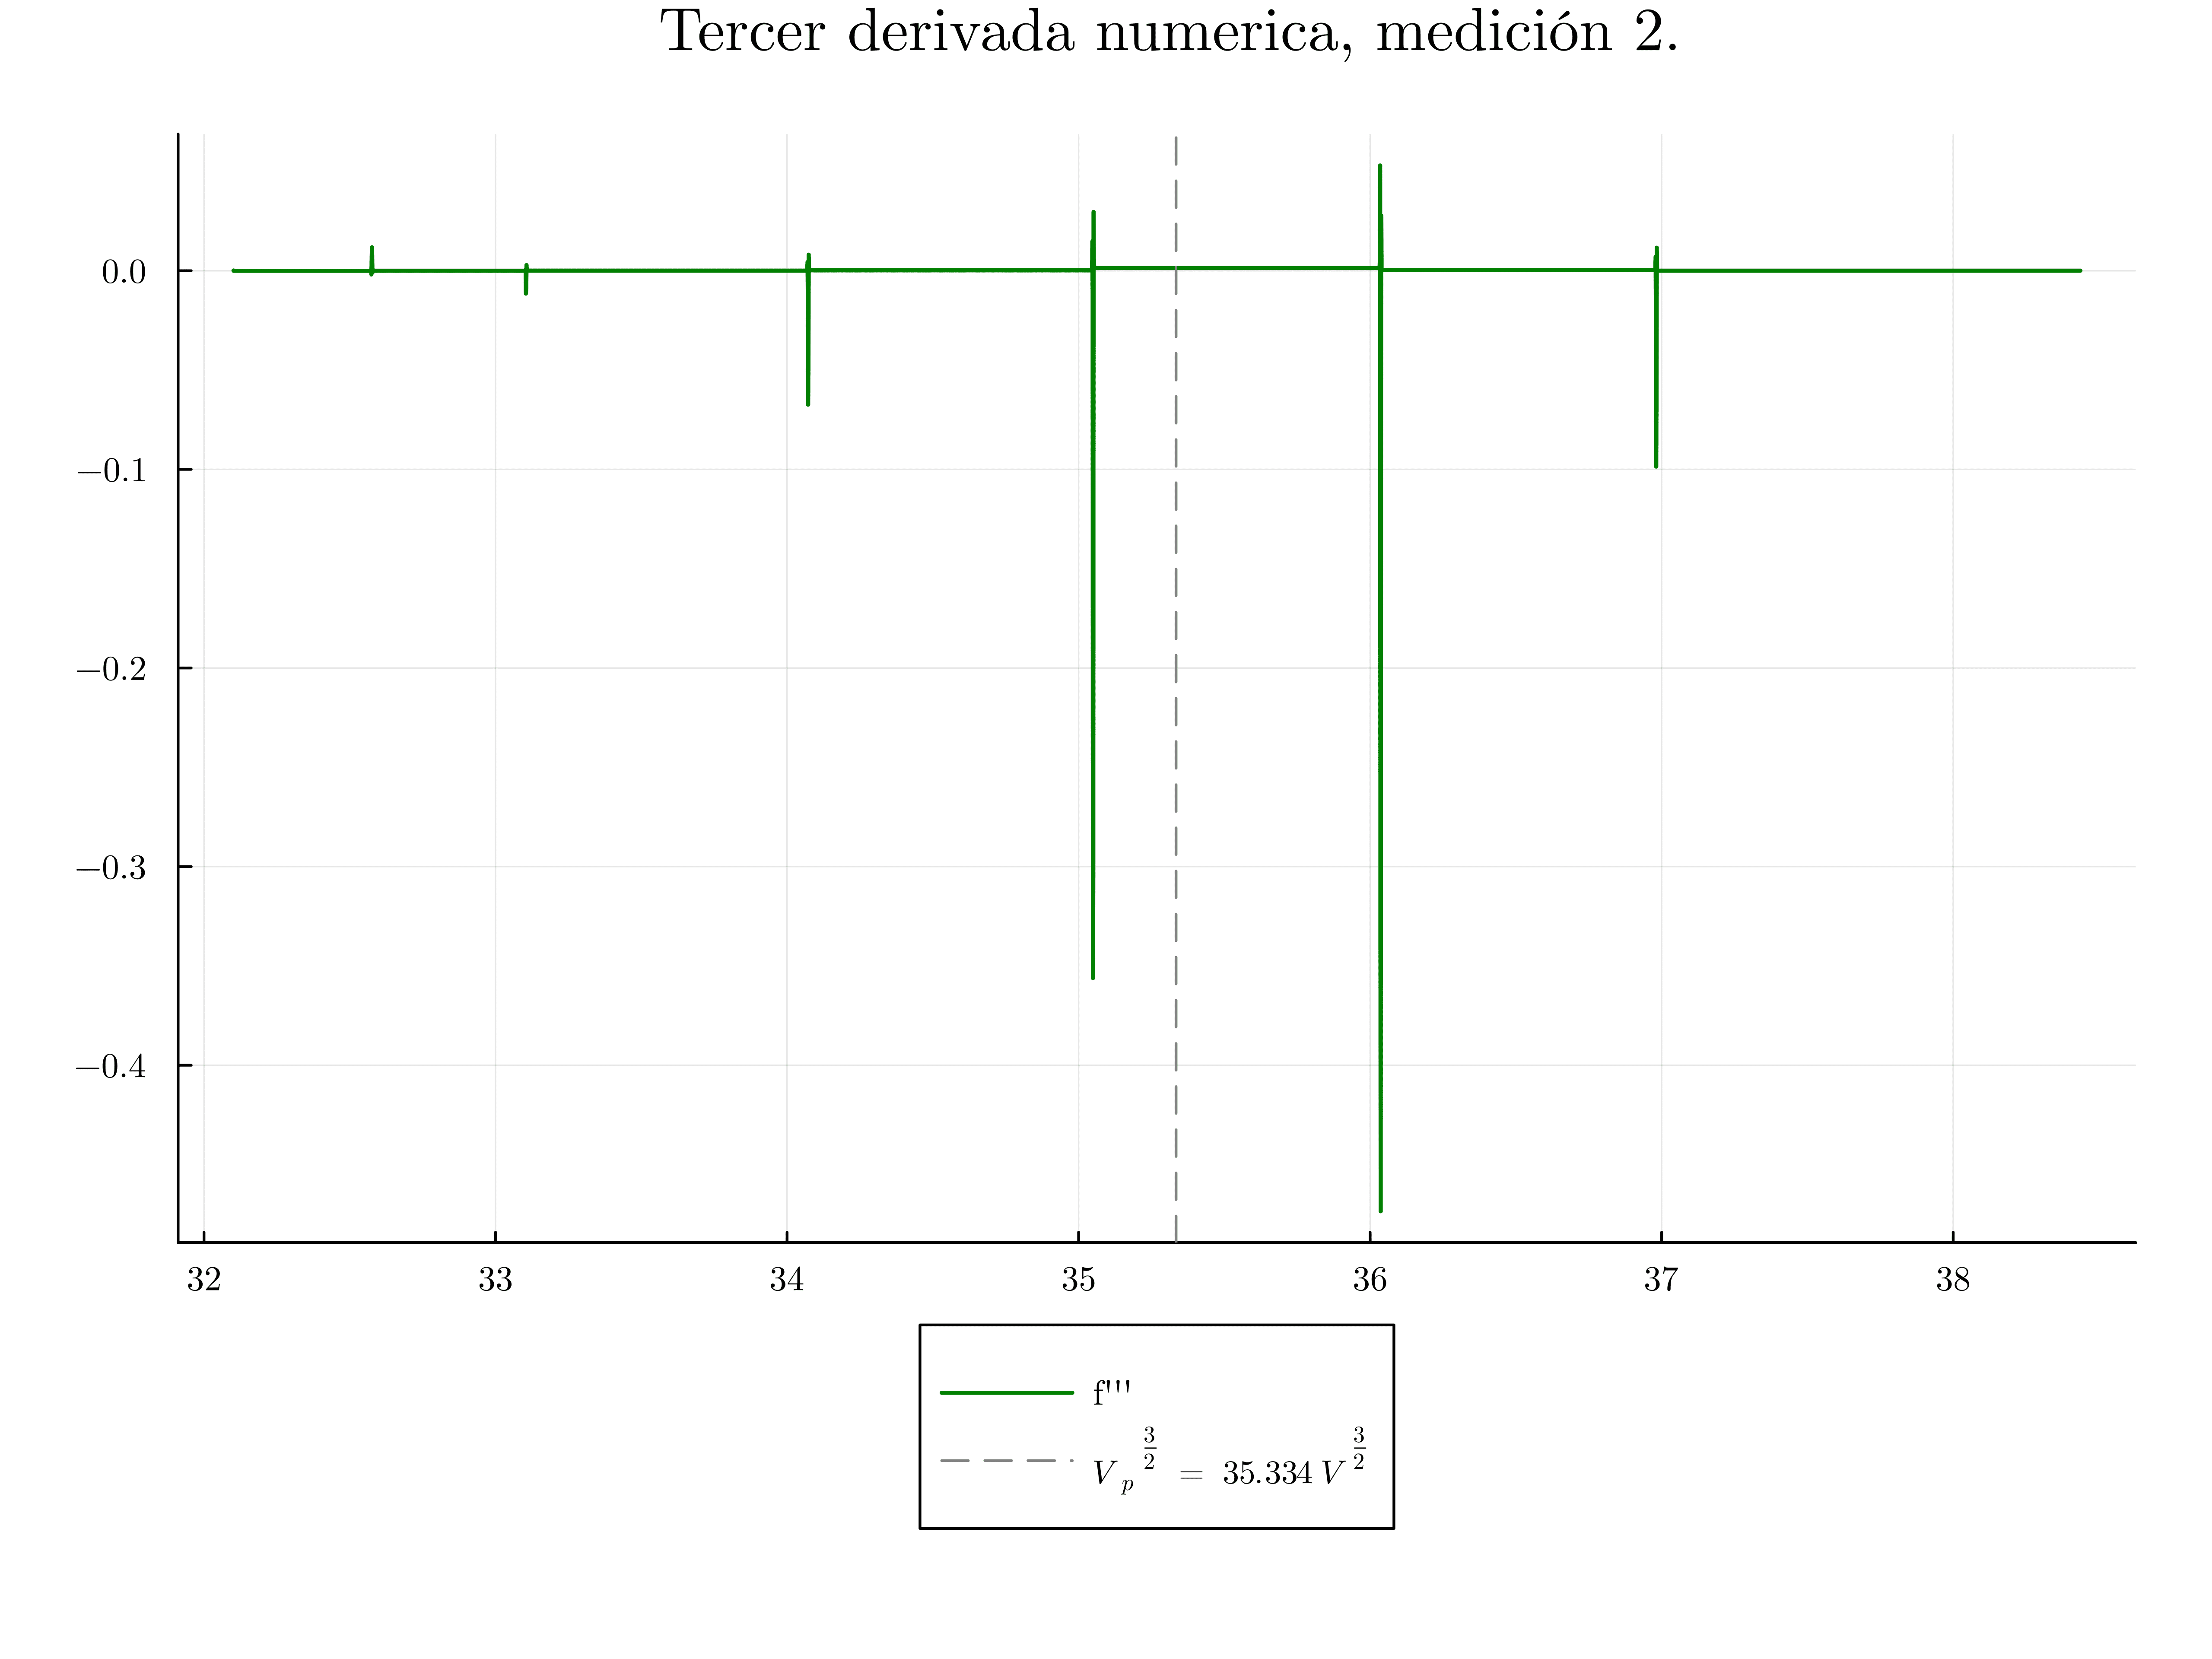 Tercer derivada numerica, medición 2.
0.0
−0.1
−0.2
−0.3
−0.4
32 33 34 35 36 37 38
f'''
V_p^{3/2} = 35.334 V^{3/2}